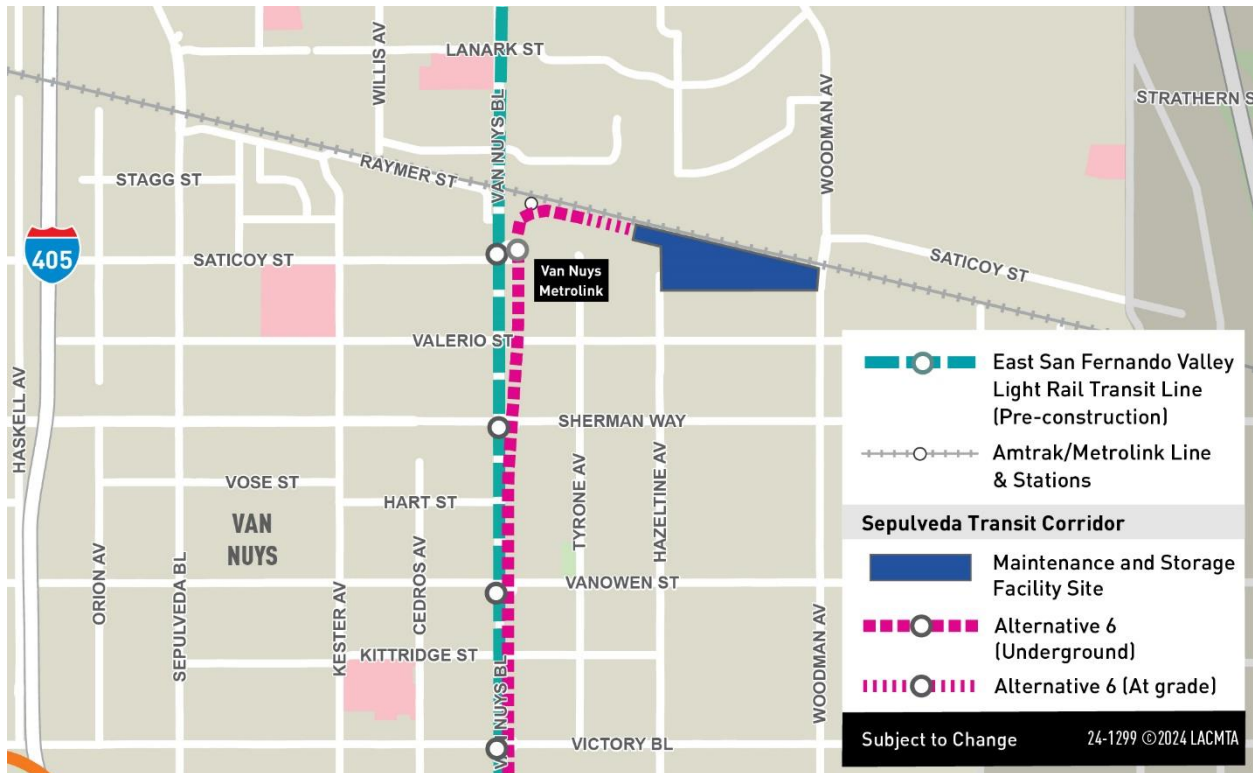 LANARK ST
WILLIS AV
VAN NUYS BL
WOODMAN AV
STRATHERN S
RAYMER ST
STAGG ST
405
SATICOY ST
SATICOY ST
Van Nuys
Metrolink
VALERIO ST
HASKELL AV
SHERMAN WAY
VOSE ST
HART ST
VAN
NUYS
TYRONE AV
HAZELTINE AV
ORION AV
SEPULVEDA BL
KESTER AV
CEDROS AV
VANOWEN ST
KITTRIDGE ST
VAN NUYS BL
WOODMAN AV
VICTORY BL
East San Fernando Valley
Light Rail Transit Line
(Pre-construction)
Amtrak/Metrolink Line
& Stations
Sepulveda Transit Corridor
Maintenance and Storage
Facility Site
Alternative 6
(Underground)
Alternative 6 (At grade)
Subject to Change 24-1299 ©2024 LACMTA